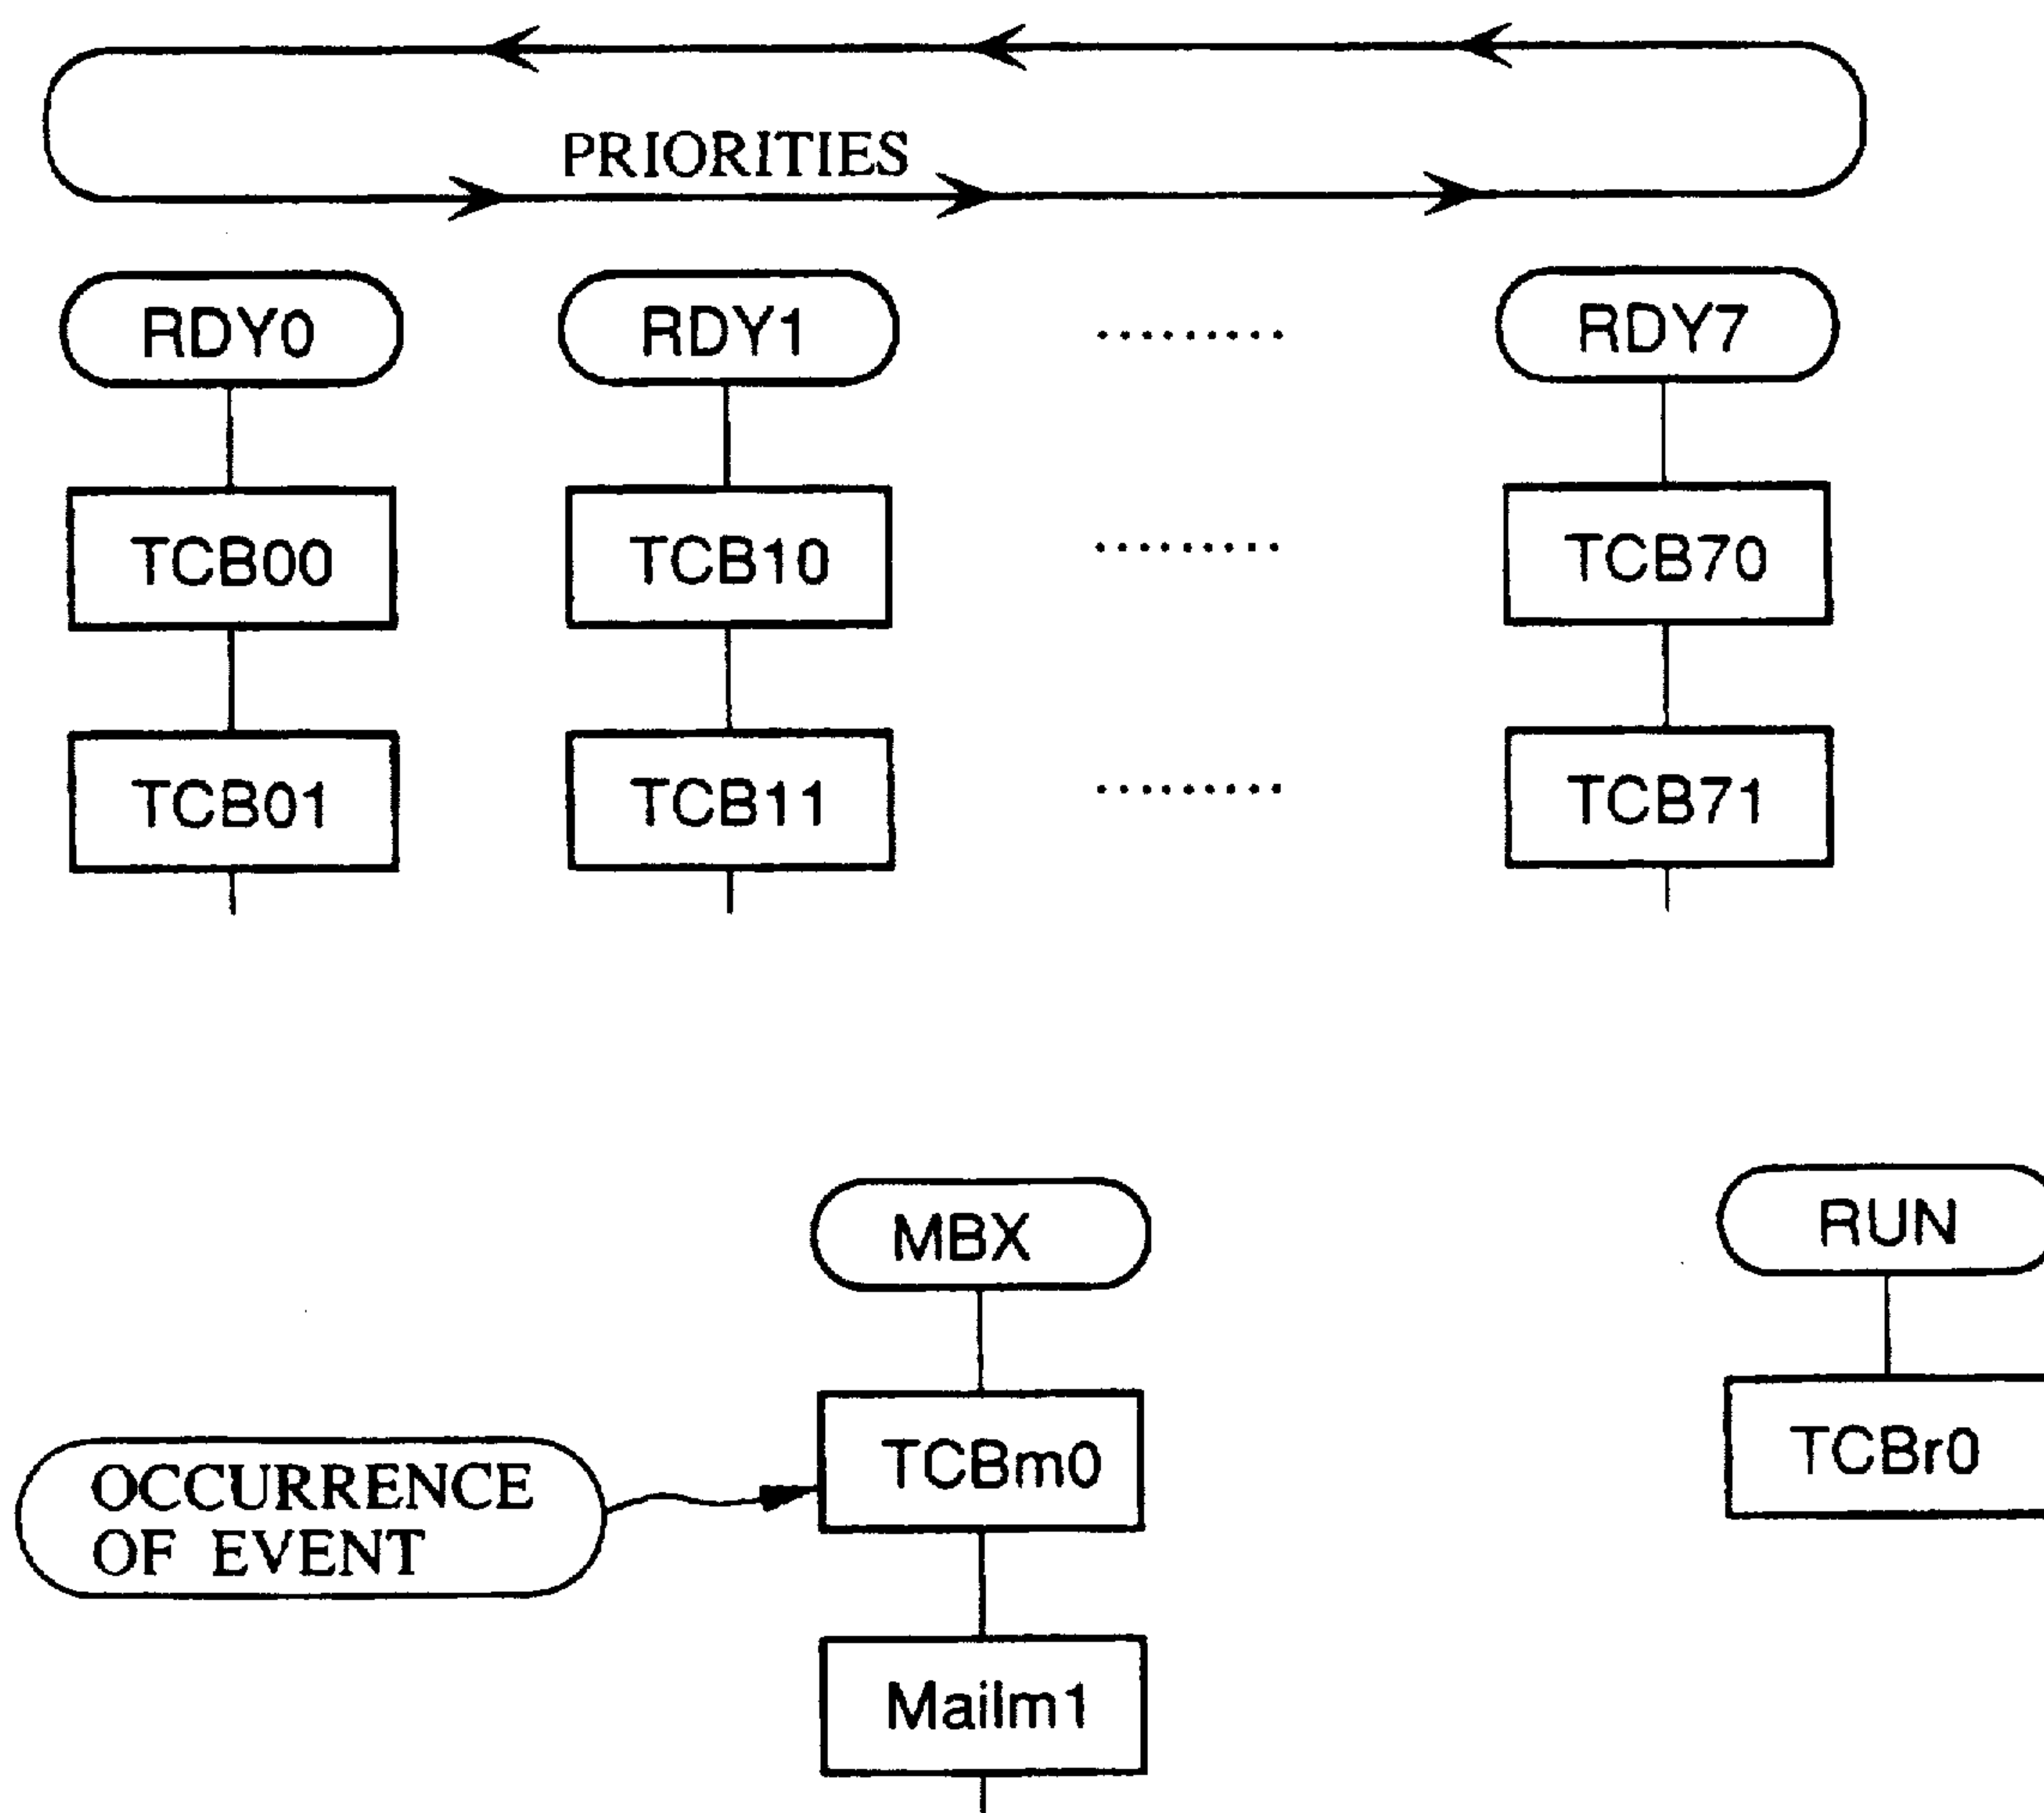 PRIORITIES
RDY0 RDY1 ......... RDY7
TCB00 TCB10 ......... TCB70
TCB01 TCB11 ......... TCB71
MBX RUN
TCBm0 TCBr0
OCCURRENCE
OF EVENT
Mailm1